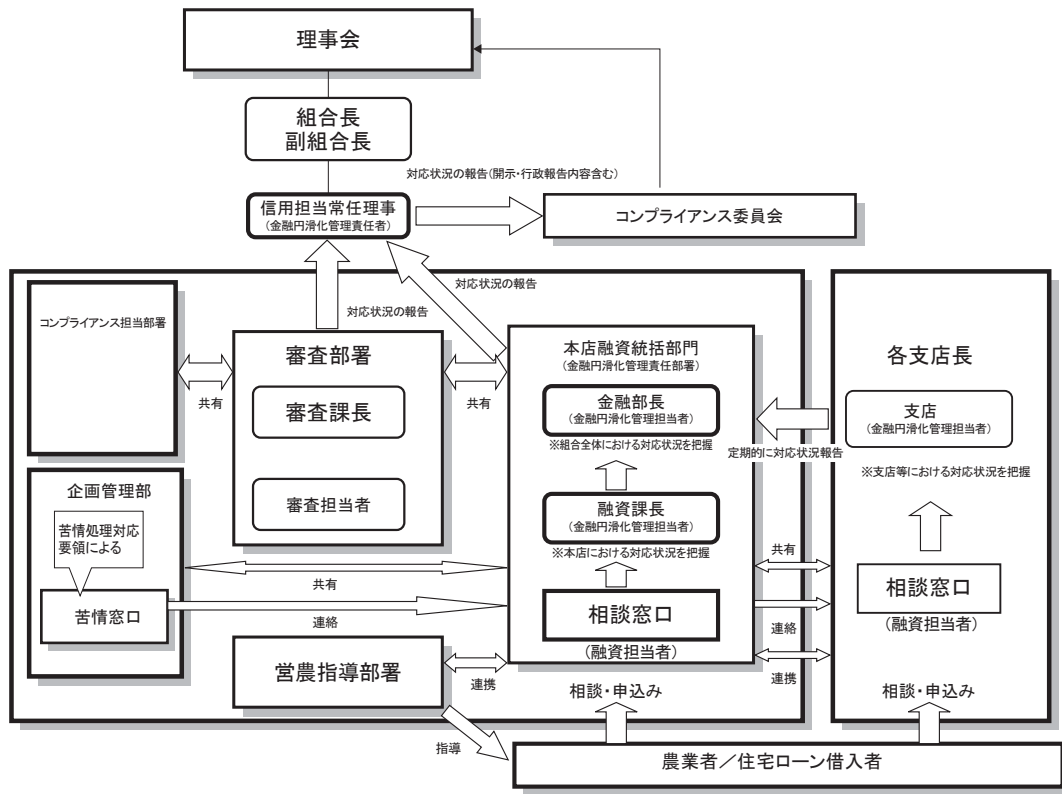 理事会
組合長
副組合長
対応状況の報告(開示・行政報告内容含む)
信用担当常任理事
(金融円滑化管理責任者)
コンプライアンス委員会
対応状況の報告
対応状況の報告
コンプライアンス担当部署
共有
審査部署
審査課長
審査担当者
共有
本店融資統括部門
(金融円滑化管理責任部署)
金融部長
(金融円滑化管理担当者)
※組合全体における対応状況を把握
融資課長
(金融円滑化管理担当者)
※本店における対応状況を把握
相談窓口
(融資担当者)
各支店長
支店
(金融円滑化管理担当者)
定期的に対応状況報告
※支店等における対応状況を把握
相談窓口
(融資担当者)
企画管理部
苦情処理対応
要領による
苦情窓口
共有
連絡
共有
連絡
連携
営農指導部署
連携
指導
相談・申込み
相談・申込み
農業者／住宅ローン借入者